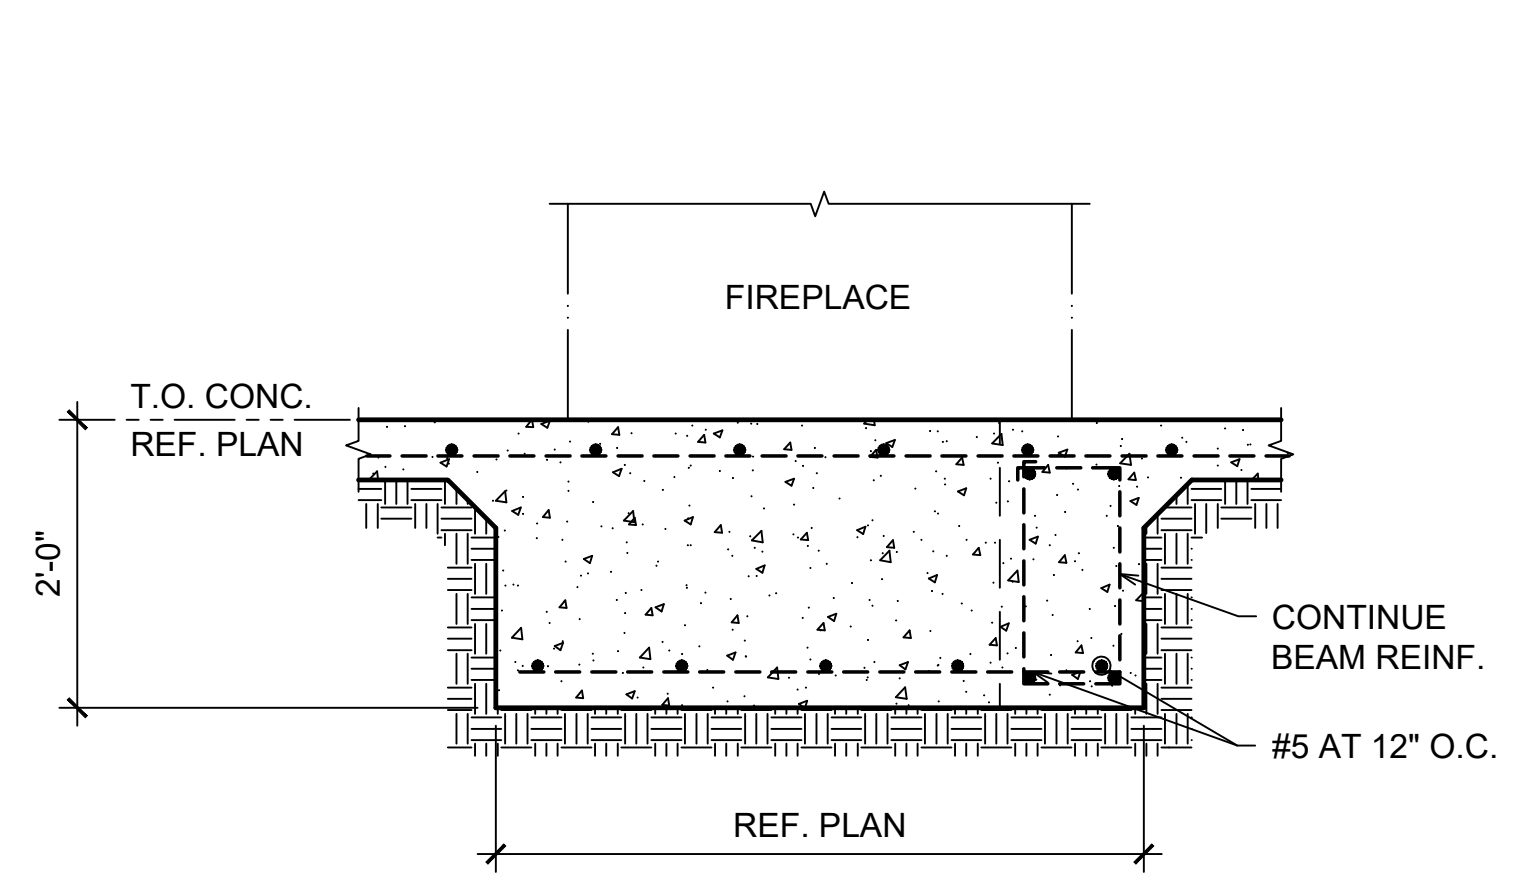 FIREPLACE
T.O. CONC.
REF. PLAN
2'-0"
CONTINUE
BEAM REINF.
#5 AT 12" O.C.
REF. PLAN